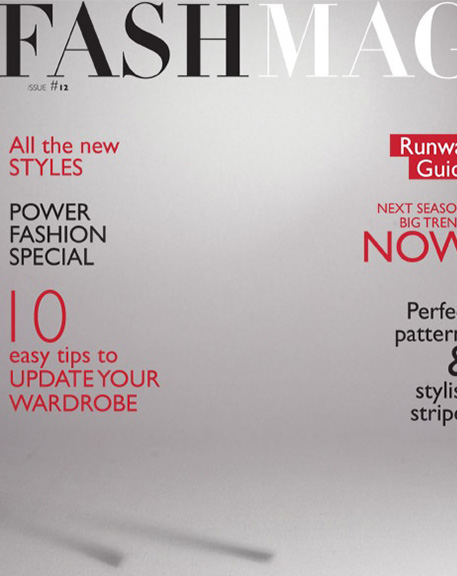 FASHMAG
ISSUE #12
All the new
STYLES
POWER
FASHION
SPECIAL
10
easy tips to
UPDATE YOUR
WARDROBE
Runwa
Guid
NEXT SEASO
BIG TREN
NOW
Perfe
pattern
&
stylis
stripe